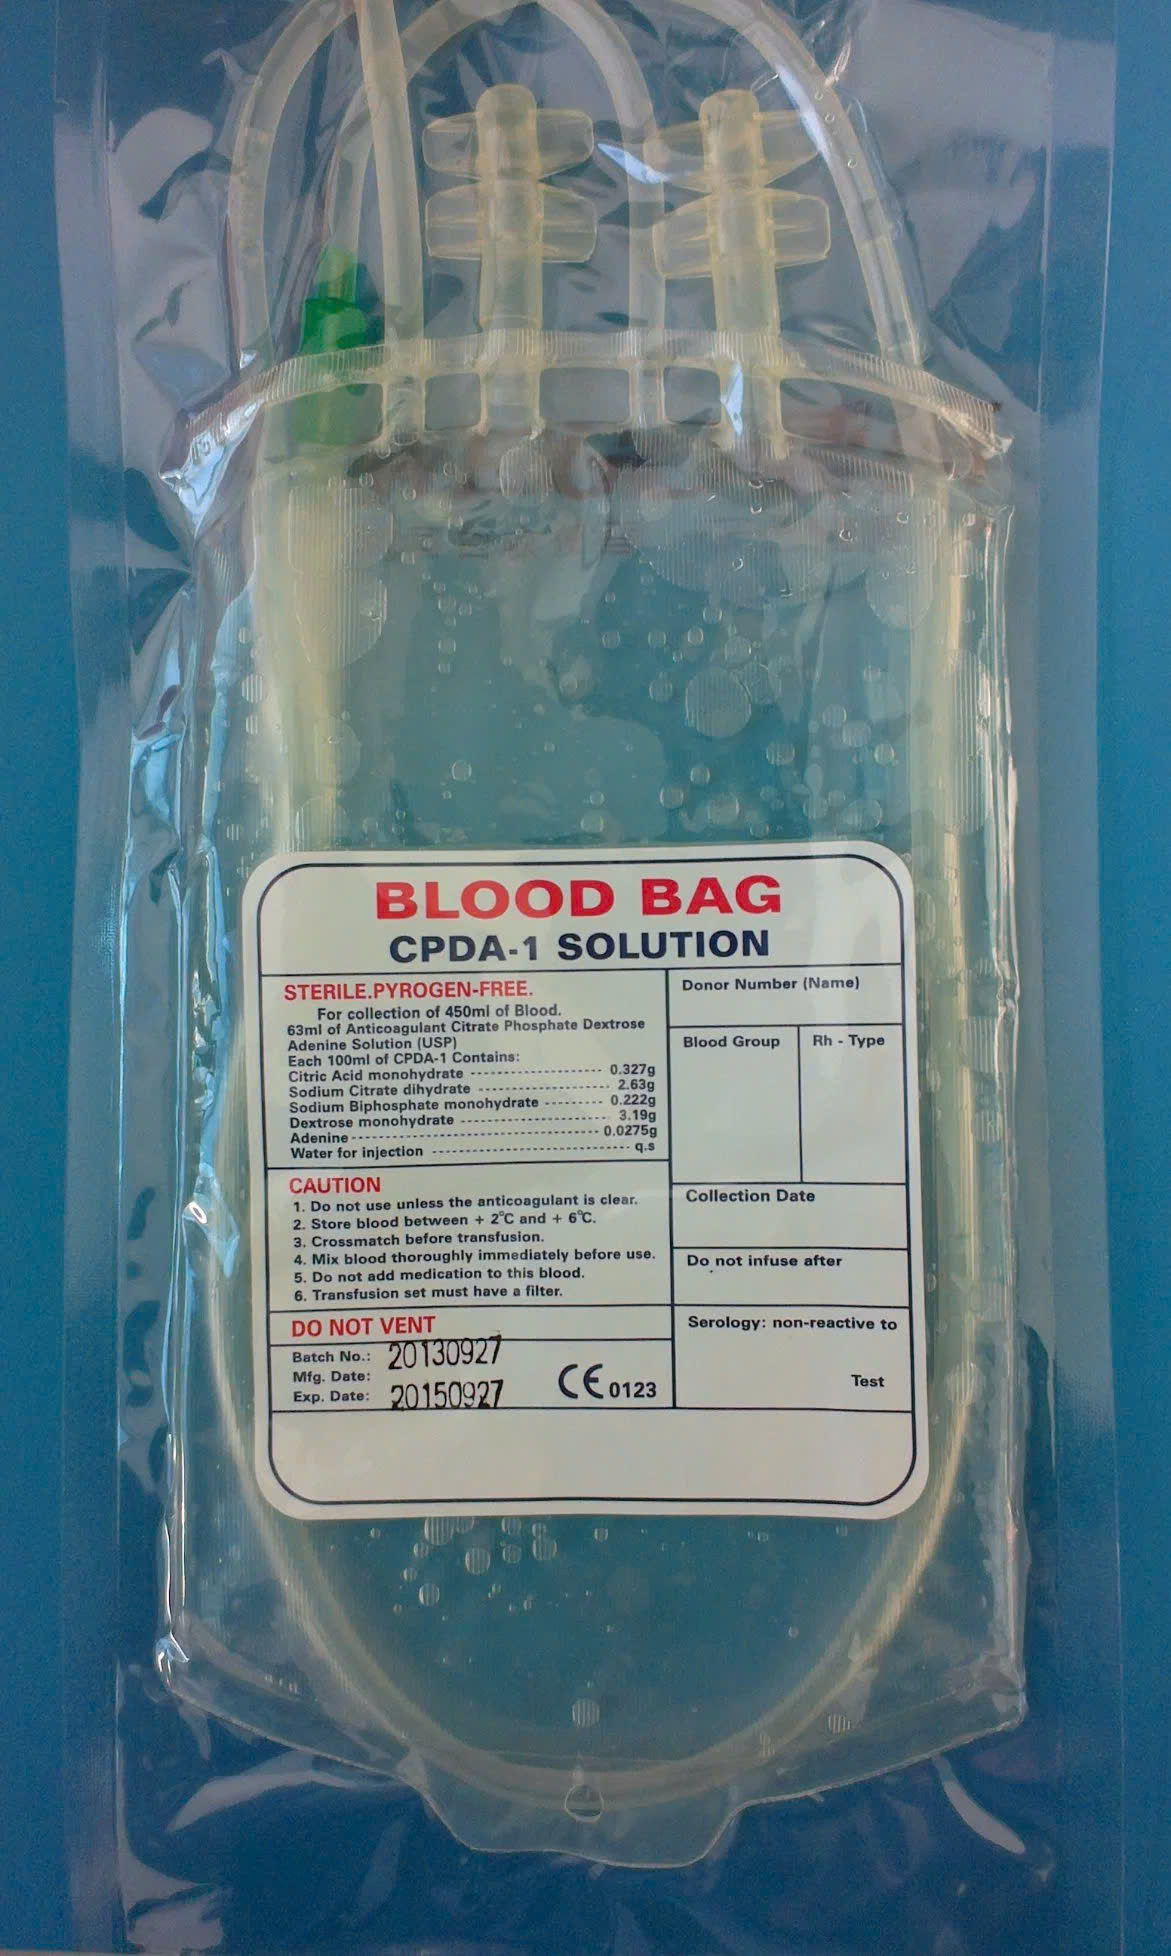 BLOOD BAG
CPDA-1 SOLUTION
STERILE.PYROGEN-FREE.
For collection of 450ml of Blood.
63ml of Anticoagulant Citrate Phosphate Dextrose
Adenine Solution (USP)
Each 100ml of CPDA-1 Contains:
Citric Acid monohydrate ---------------------------- 0.327g
Sodium Citrate dihydrate --------------------------- 2.63g
Sodium Biphosphate monohydrate --------- 0.222g
Dextrose monohydrate ------------------------------ 3.19g
Adenine-------------------------------------------------- 0.0275g
Water for injection ------------------------------------ q.s
CAUTION
1. Do not use unless the anticoagulant is clear.
2. Store blood between + 2°C and + 6°C.
3. Crossmatch before transfusion.
4. Mix blood thoroughly immediately before use.
5. Do not add medication to this blood.
6. Transfusion set must have a filter.
DO NOT VENT
Batch No.: 20130927
Mfg. Date:
Exp. Date: 20150927
CE 0123
Donor Number (Name)
Blood Group
Rh - Type
Collection Date
Do not infuse after
Serology: non-reactive to
Test